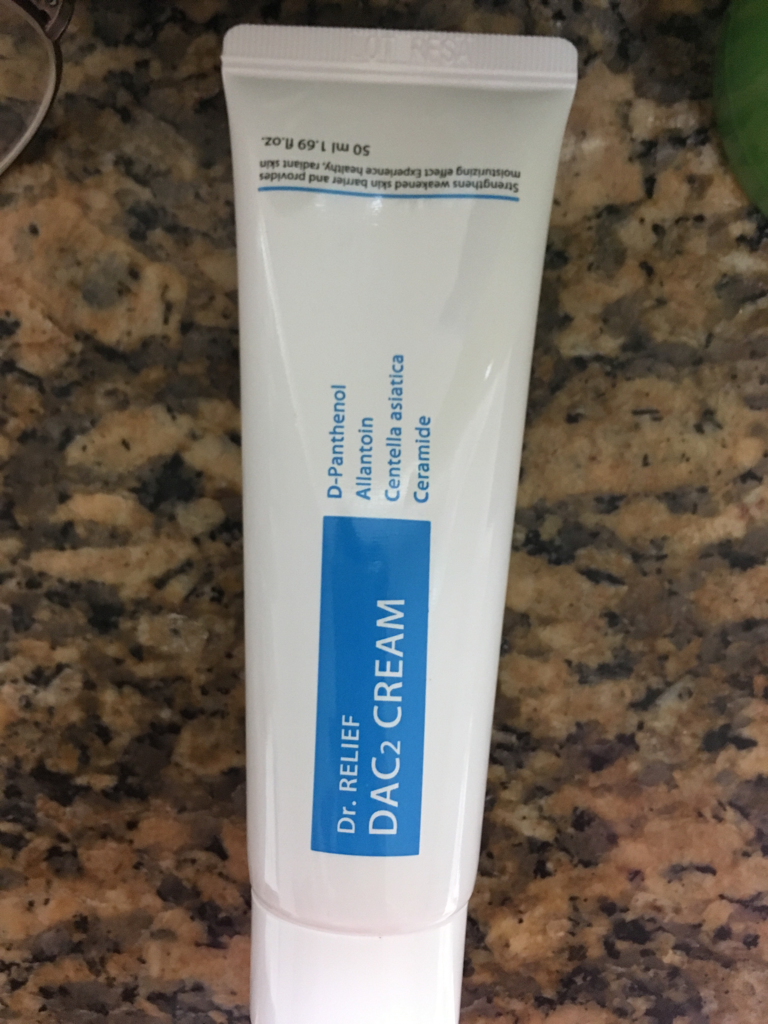 Dr. RELIEF
DAC2 CREAM
D-Panthenol
Allantoin
Centella asiatica
Ceramide
Strengthens weakened skin barrier and provides
moisturizing effect Experience healthy, radiant skin
50 ml 1.69 fl.oz.